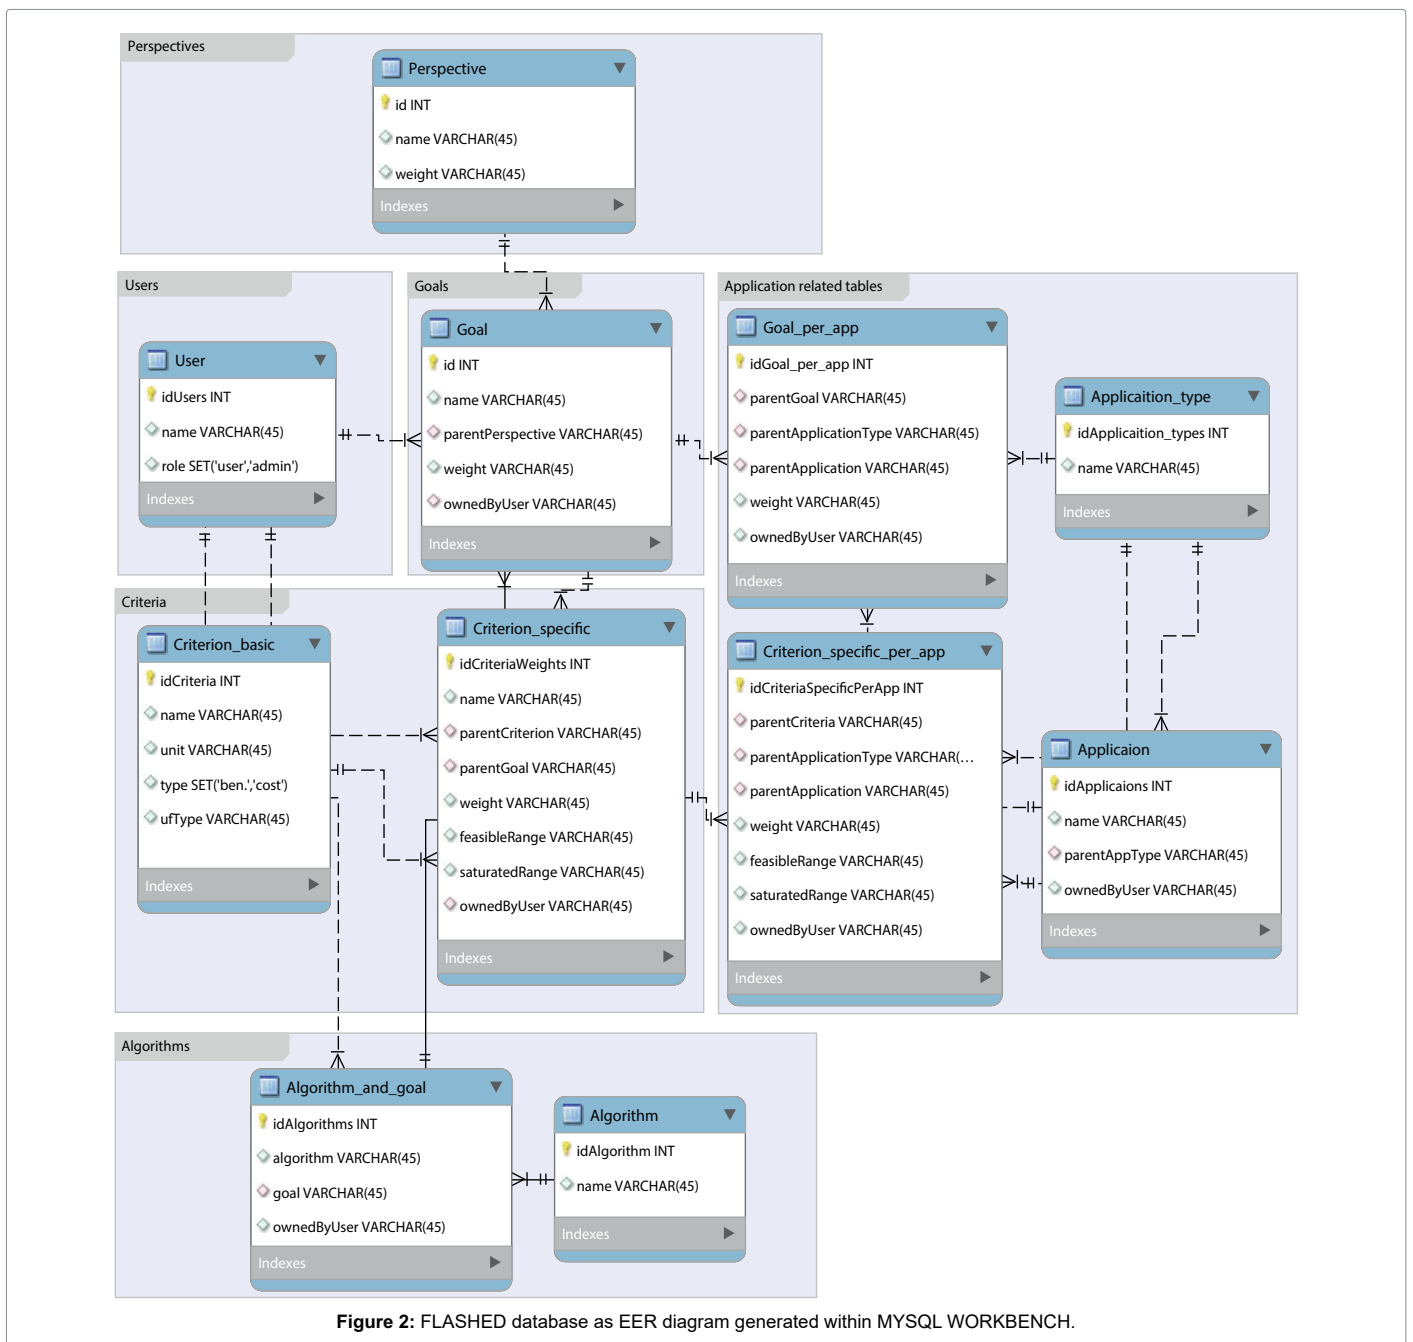 Perspectives
Perspective
id INT
name VARCHAR(45)
weight VARCHAR(45)
Indexes
Users
User
idUsers INT
name VARCHAR(45)
role SET('user','admin')
Indexes
Goals
Goal
id INT
name VARCHAR(45)
parentPerspective VARCHAR(45)
weight VARCHAR(45)
ownedByUser VARCHAR(45)
Indexes
Application related tables
Goal_per_app
idGoal_per_app INT
parentGoal VARCHAR(45)
parentApplicationType VARCHAR(45)
parentApplication VARCHAR(45)
weight VARCHAR(45)
ownedByUser VARCHAR(45)
Indexes
Applicaition_type
idApplicaition_types INT
name VARCHAR(45)
Indexes
Criteria
Criterion_basic
idCriteria INT
name VARCHAR(45)
unit VARCHAR(45)
type SET('ben.','cost')
ufType VARCHAR(45)
Indexes
Criterion_specific
idCriteriaWeights INT
name VARCHAR(45)
parentCriterion VARCHAR(45)
parentGoal VARCHAR(45)
weight VARCHAR(45)
feasibleRange VARCHAR(45)
saturatedRange VARCHAR(45)
ownedByUser VARCHAR(45)
Indexes
Criterion_specific_per_app
idCriteriaSpecificPerApp INT
parentCriteria VARCHAR(45)
parentApplicationType VARCHAR(...
parentApplication VARCHAR(45)
weight VARCHAR(45)
feasibleRange VARCHAR(45)
saturatedRange VARCHAR(45)
ownedByUser VARCHAR(45)
Indexes
Applicaion
idApplicaions INT
name VARCHAR(45)
parentAppType VARCHAR(45)
ownedByUser VARCHAR(45)
Indexes
Algorithms
Algorithm_and_goal
idAlgorithms INT
algorithm VARCHAR(45)
goal VARCHAR(45)
ownedByUser VARCHAR(45)
Indexes
Algorithm
idAlgorithm INT
name VARCHAR(45)
Indexes
Figure 2: FLASHED database as EER diagram generated within MYSQL WORKBENCH.